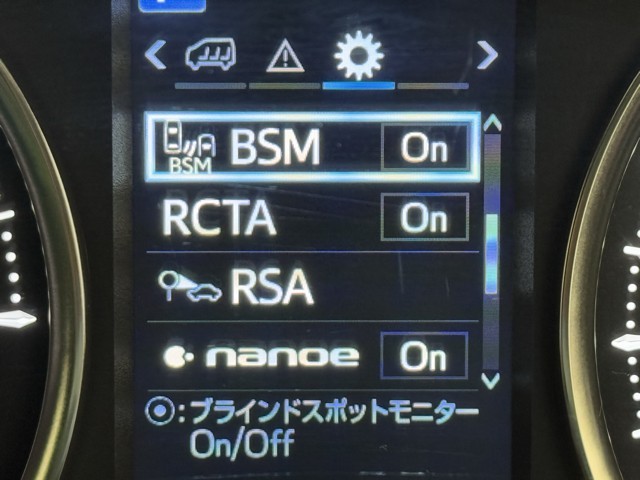 BSM BSM On
RCTA On
RSA
nanoe On
⦿:ブラインドスポットモニター
On/Off